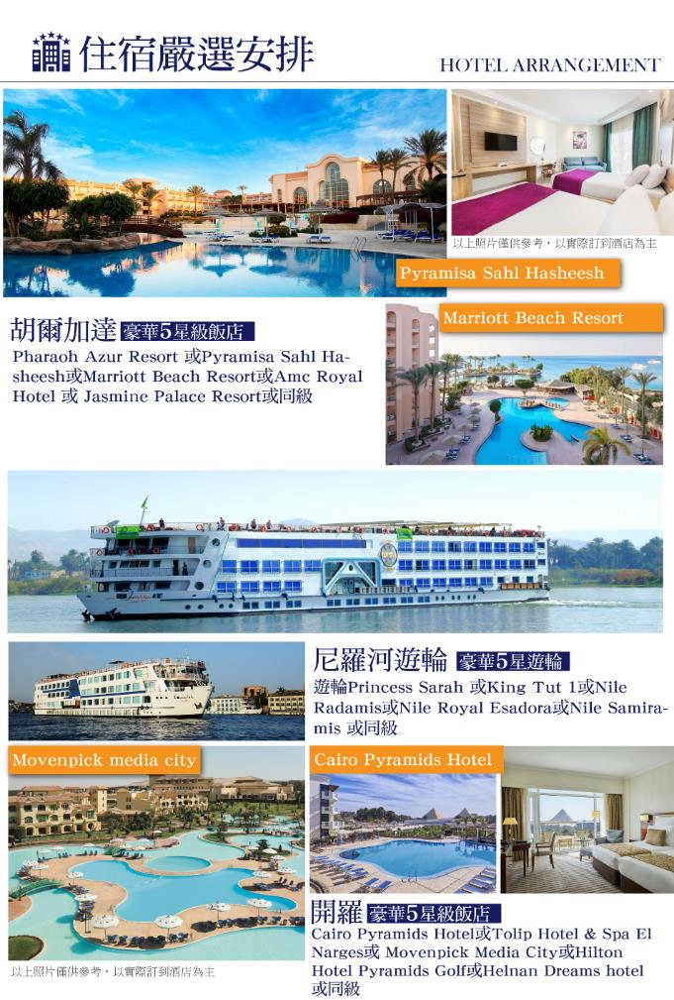 住宿嚴選安排
HOTEL ARRANGEMENT
以上照片僅供參考，以實際訂到酒店為主
Pyramisa Sahl Hasheesh
Marriott Beach Resort
胡爾加達 豪華5星級飯店
Pharaoh Azur Resort 或Pyramisa Sahl Ha-
sheesh或Marriott Beach Resort或Amc Royal
Hotel 或 Jasmine Palace Resort或同級
尼羅河遊輪 豪華5星遊輪
遊輪Princess Sarah 或King Tut 1或Nile
Radamis或Nile Royal Esadora或Nile Samira-
mis 或同級
Movenpick media city
Cairo Pyramids Hotel
開羅 豪華5星級飯店
Cairo Pyramids Hotel或Tolip Hotel & Spa El
Narges或 Movenpick Media City或Hilton
Hotel Pyramids Golf或Helnan Dreams hotel
或同級
以上照片僅供參考，以實際訂到酒店為主